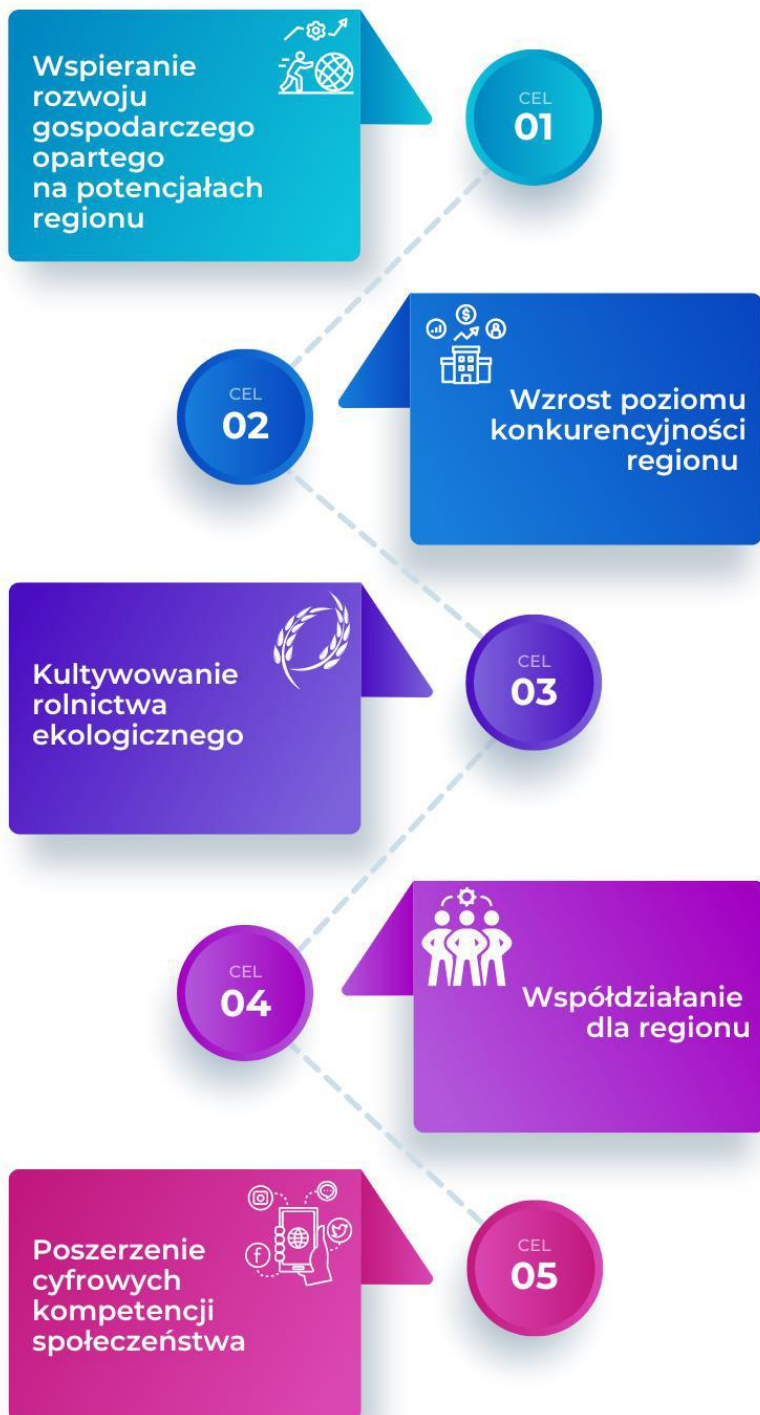 Wspieranie
rozwoju
gospodarczego
opartego
na potencjałach
regionu
CEL
01
CEL
02
Wzrost poziomu
konkurencyjności
regionu
Kultywowanie
rolnictwa
ekologicznego
CEL
03
CEL
04
Współdziałanie
dla regionu
Poszerzenie
cyfrowych
kompetencji
społeczeństwa
CEL
05